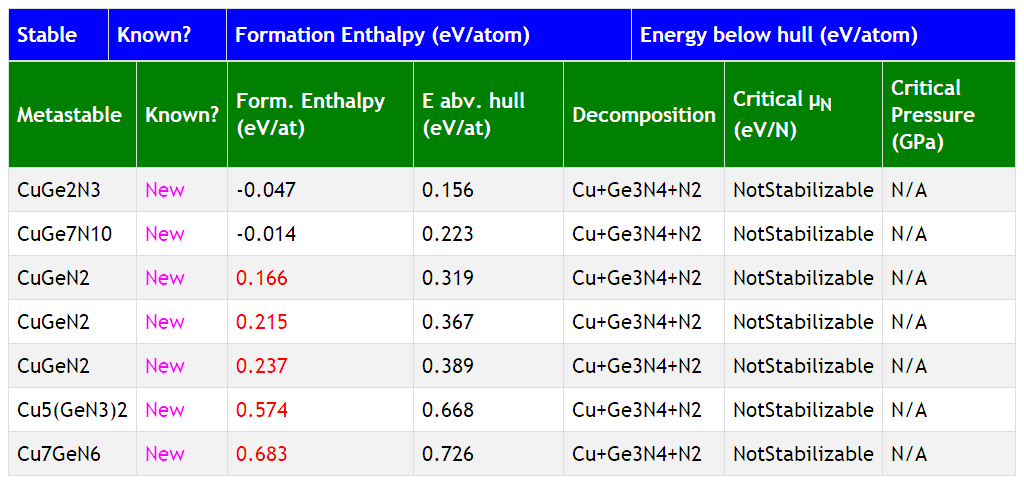 Stable Known? Formation Enthalpy (eV/atom) Energy below hull (eV/atom)
Metastable Known? Form. Enthalpy (eV/at) E abv. hull (eV/at) Decomposition Critical μN (eV/N) Critical Pressure (GPa)
CuGe2N3 New -0.047 0.156 Cu+Ge3N4+N2 NotStabilizable N/A
CuGe7N10 New -0.014 0.223 Cu+Ge3N4+N2 NotStabilizable N/A
CuGeN2 New 0.166 0.319 Cu+Ge3N4+N2 NotStabilizable N/A
CuGeN2 New 0.215 0.367 Cu+Ge3N4+N2 NotStabilizable N/A
CuGeN2 New 0.237 0.389 Cu+Ge3N4+N2 NotStabilizable N/A
Cu5(GeN3)2 New 0.574 0.668 Cu+Ge3N4+N2 NotStabilizable N/A
Cu7GeN6 New 0.683 0.726 Cu+Ge3N4+N2 NotStabilizable N/A